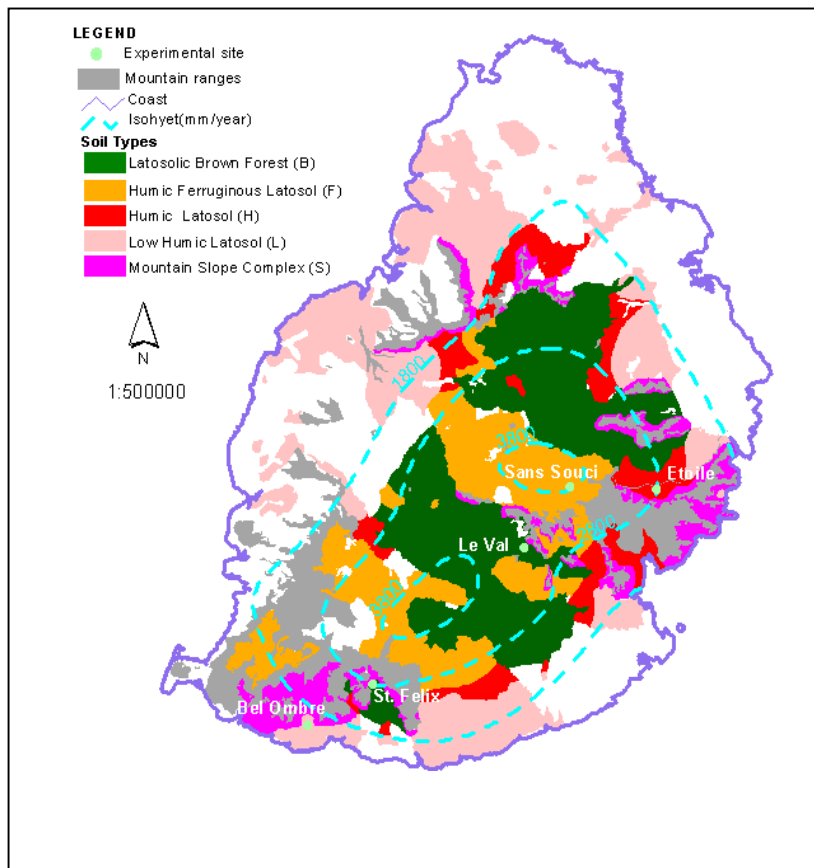 LEGEND
Experimental site
Mountain ranges
Coast
Isohyet(mm/year)
Soil Types
Latosolic Brown Forest (B)
Humic Ferruginous Latosol (F)
Humic Latosol (H)
Low Humic Latosol (L)
Mountain Slope Complex (S)
N
1:500000
1800
3800
Sans Souci
Etoile
2800
Le Val
3800
St. Felix
Bel Ombre